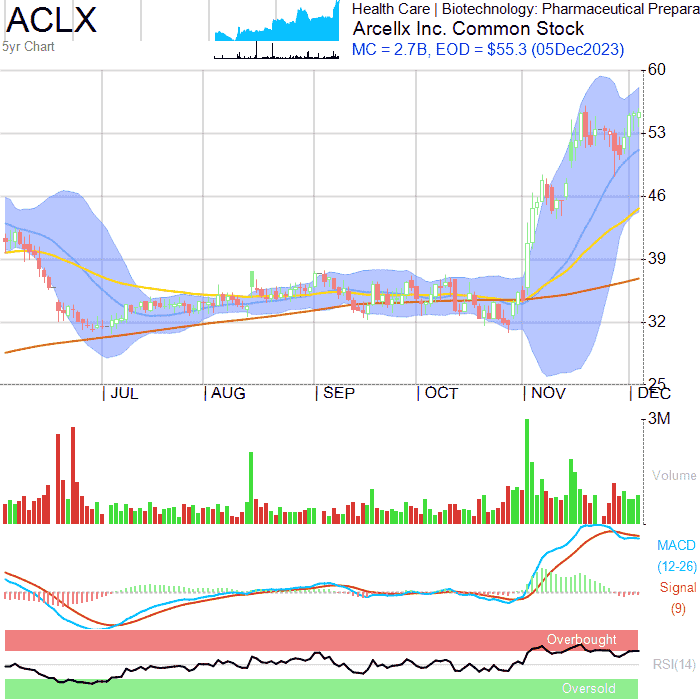 ACLX
5yr Chart
Health Care | Biotechnology: Pharmaceutical Prepara
Arcellx Inc. Common Stock
MC = 2.7B, EOD = $55.3 (05Dec2023)
60
53
46
39
32
25
JUL AUG SEP OCT NOV DEC
3M
Volume
MACD
(12-26)
Signal
(9)
Overbought
RSI(14)
Oversold